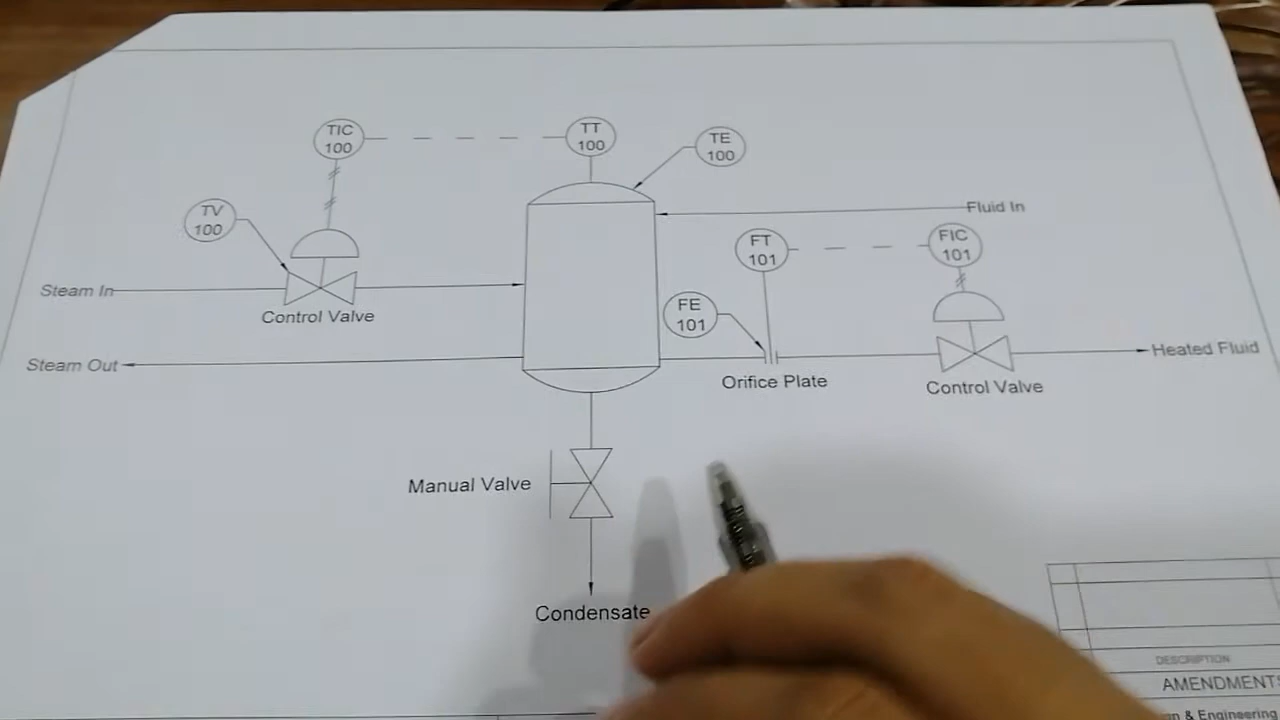 TIC
100
TT
100
TE
100
TV
100
Fluid In
FT
101
FIC
101
Steam In
Control Valve
FE
101
Steam Out
Heated Fluid
Orifice Plate
Control Valve
Manual Valve
Condensate
DESCRIPTION
AMENDMENTS
& Engineering